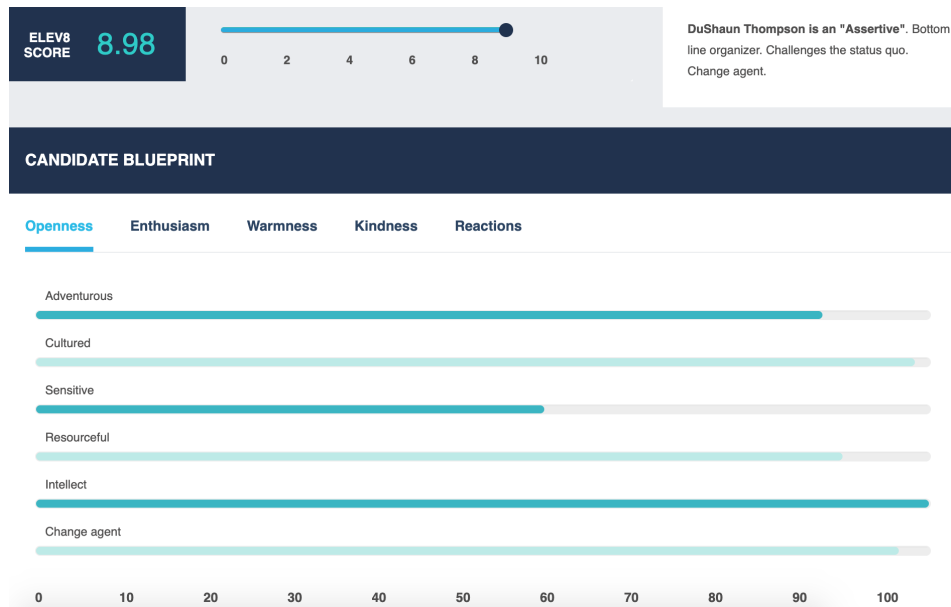 ELEV8
SCORE
8.98
0 2 4 6 8 10
DuShaun Thompson is an "Assertive". Bottom
line organizer. Challenges the status quo.
Change agent.
CANDIDATE BLUEPRINT
Openness Enthusiasm Warmness Kindness Reactions
Adventurous
Cultured
Sensitive
Resourceful
Intellect
Change agent
0 10 20 30 40 50 60 70 80 90 100